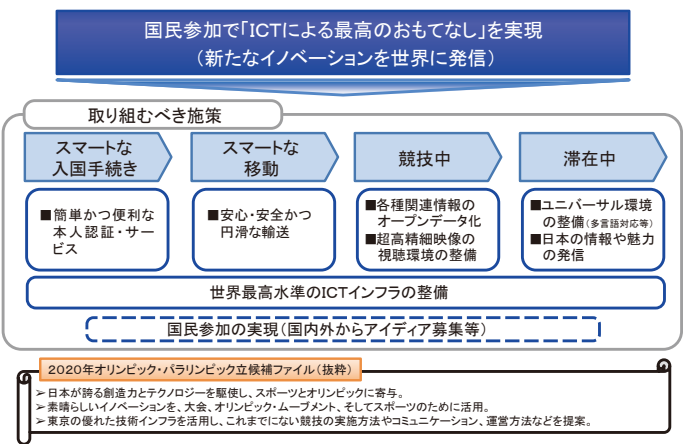 国民参加で「ICTによる最高のおもてなし」を実現
(新たなイノベーションを世界に発信)
取り組むべき施策
スマートな
入国手続き
スマートな
移動
競技中
滞在中
■簡単かつ便利な
本人認証・サー
ビス
■安心・安全かつ
円滑な輸送
■各種関連情報の
オープンデータ化
■超高精細映像の
視聴環境の整備
■ユニバーサル環境
の整備(多言語対応等)
■日本の情報や魅力
の発信
世界最高水準のICTインフラの整備
国民参加の実現(国内外からアイディア募集等)
2020年オリンピック・パラリンピック立候補ファイル(抜粋)
➢日本が誇る創造力とテクノロジーを駆使し、スポーツとオリンピックに寄与。
➢素晴らしいイノベーションを、大会、オリンピック・ムーブメント、そしてスポーツのために活用。
➢東京の優れた技術インフラを活用し、これまでにない競技の実施方法やコミュニケーション、運営方法などを提案。